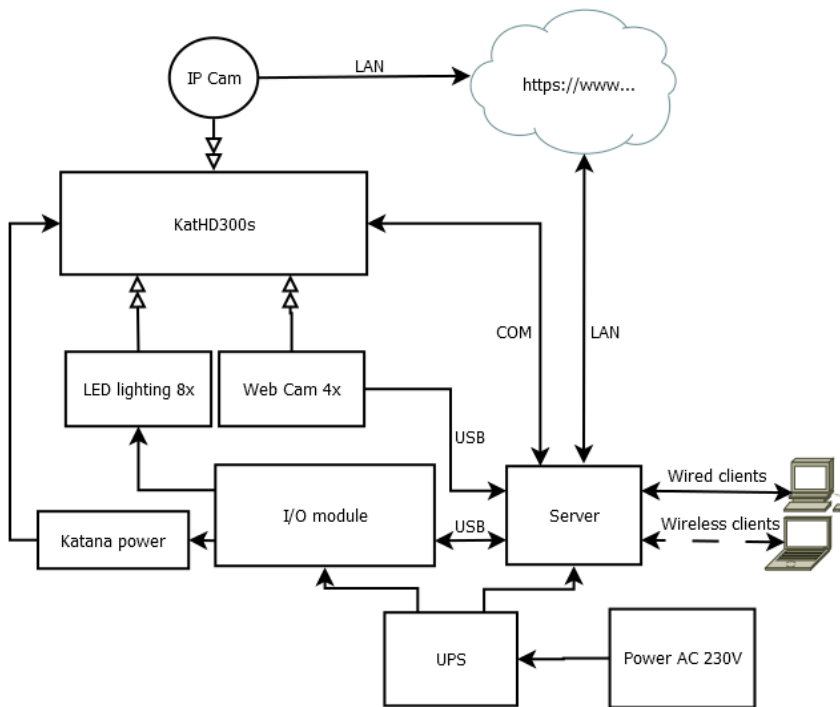 IP Cam
LAN
https://www...
KatHD300s
COM
LAN
LED lighting 8x
Web Cam 4x
USB
Wired clients
I/O module
USB
Server
Wireless clients
Katana power
UPS
Power AC 230V